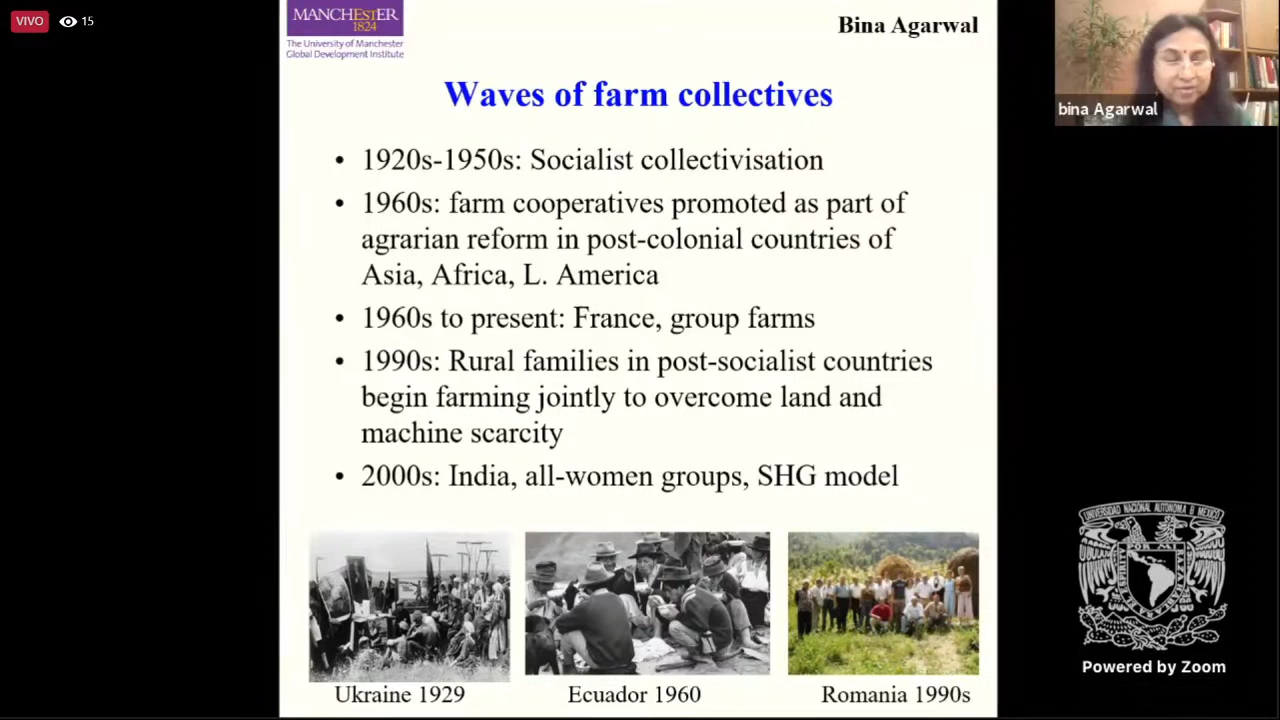 VIVO 15
MANCHESTER
1824
The University of Manchester
Global Development Institute
Bina Agarwal
bina Agarwal
Waves of farm collectives
• 1920s-1950s: Socialist collectivisation
• 1960s: farm cooperatives promoted as part of
agrarian reform in post-colonial countries of
Asia, Africa, L. America
• 1960s to present: France, group farms
• 1990s: Rural families in post-socialist countries
begin farming jointly to overcome land and
machine scarcity
• 2000s: India, all-women groups, SHG model
Ukraine 1929
Ecuador 1960
Romania 1990s
Powered by Zoom